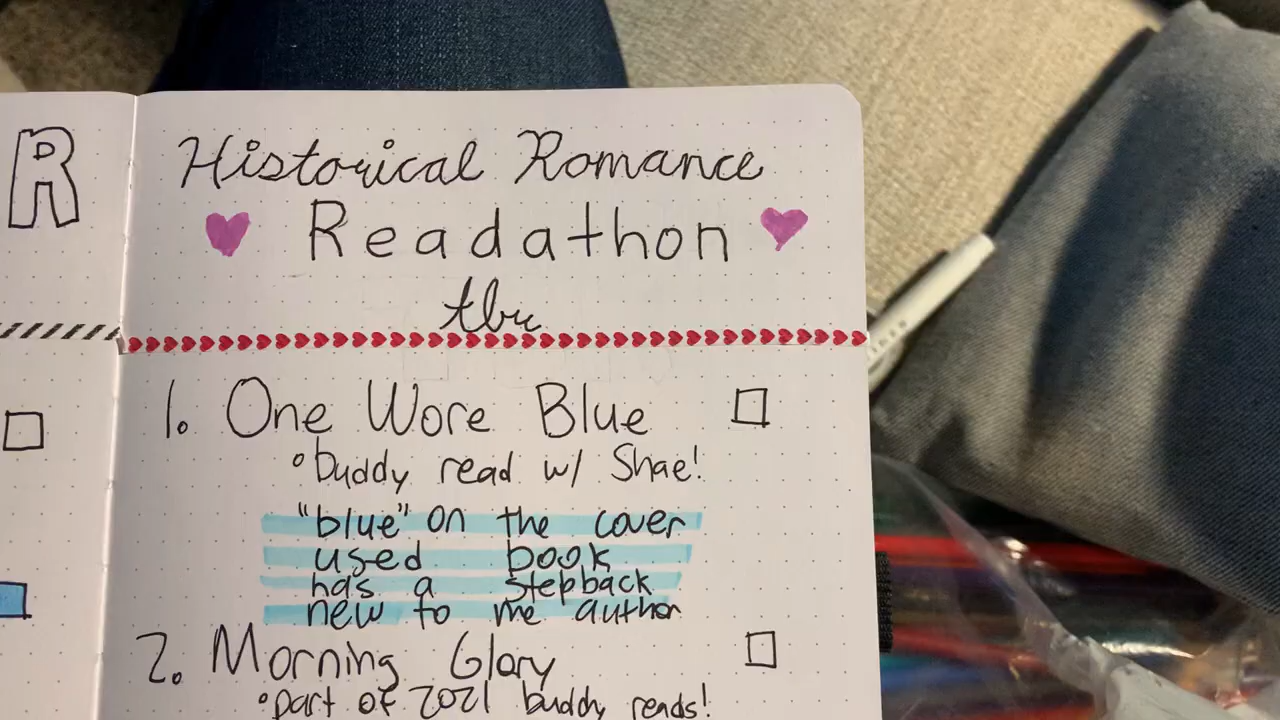 R
Historical Romance
Readathon
tbr
1. One Wore Blue
°buddy read w/ Shae!
"blue" on the cover
used book
has a stepback
new to me author
2. Morning Glory
°part of 2021 buddy reads!